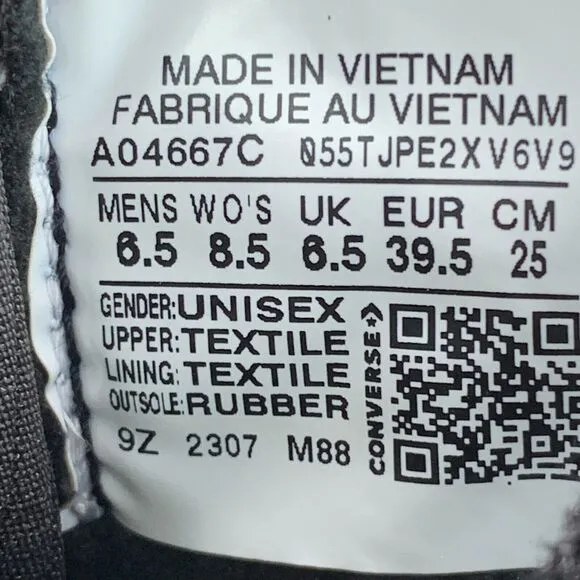 MADE IN VIETNAM
FABRIQUE AU VIETNAM
A04667C Q55TJPE2XV6V9
MENS WO'S UK EUR CM
6.5 8.5 6.5 39.5 25
GENDER:UNISEX
UPPER:TEXTILE
LINING:TEXTILE
OUTSOLE:RUBBER
CONVERSE
9Z 2307 M88